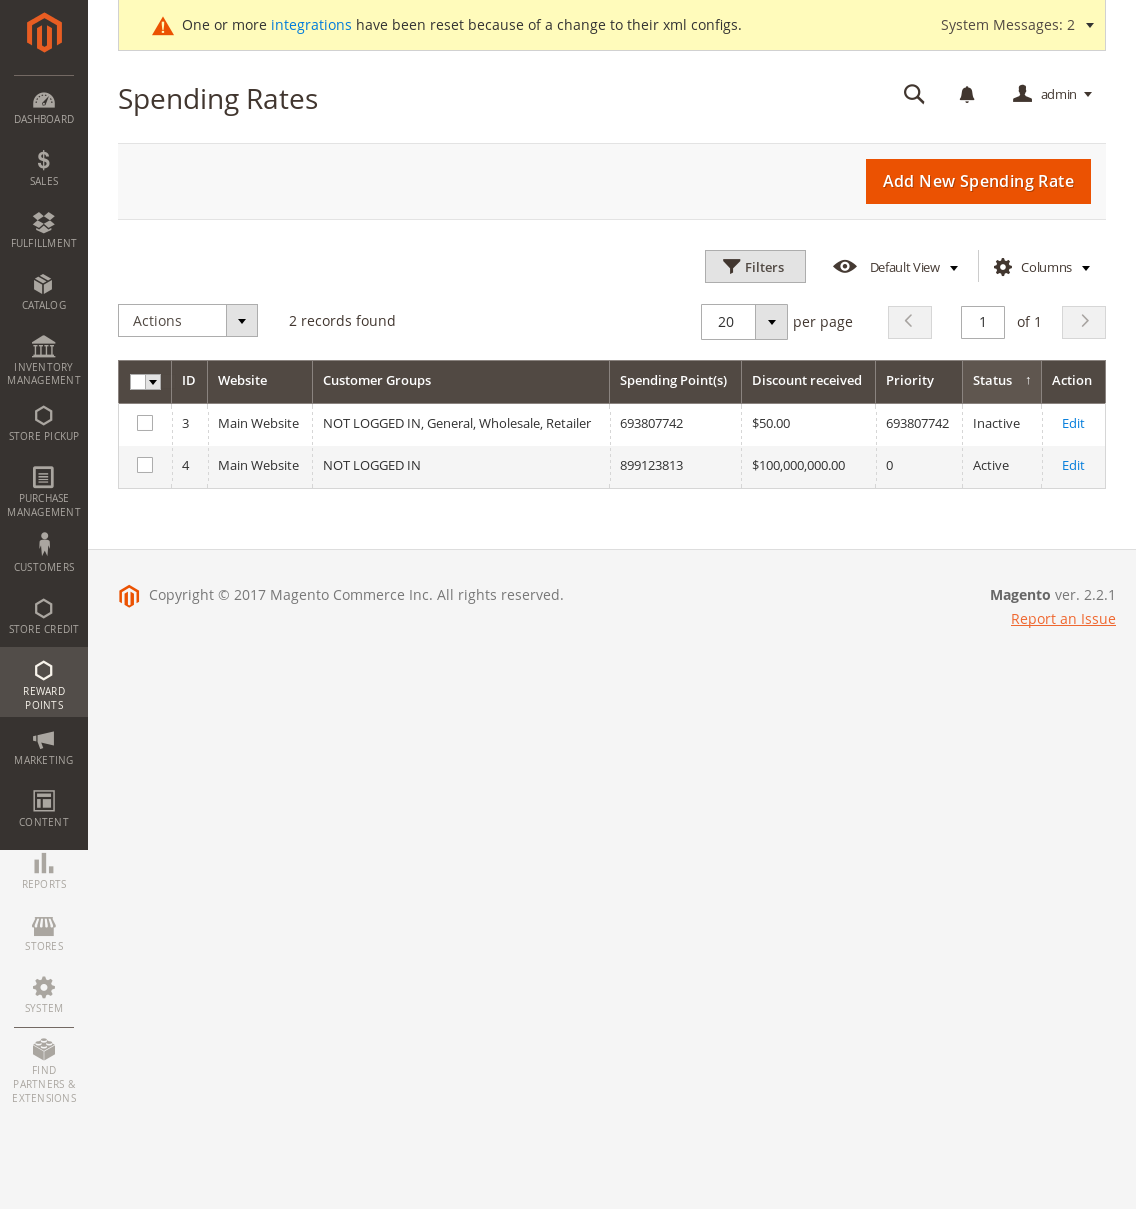 One or more integrations have been reset because of a change to their xml configs. System Messages: 2
Spending Rates
admin
Add New Spending Rate
Filters Default View Columns
Actions 2 records found 20 per page 1 of 1
ID Website Customer Groups Spending Point(s) Discount received Priority Status ↑ Action
3 Main Website NOT LOGGED IN, General, Wholesale, Retailer 693807742 $50.00 693807742 Inactive Edit
4 Main Website NOT LOGGED IN 899123813 $100,000,000.00 0 Active Edit
Copyright © 2017 Magento Commerce Inc. All rights reserved. Magento ver. 2.2.1
Report an Issue
DASHBOARD
$
SALES
FULFILLMENT
CATALOG
INVENTORY
MANAGEMENT
STORE PICKUP
PURCHASE
MANAGEMENT
CUSTOMERS
STORE CREDIT
REWARD
POINTS
MARKETING
CONTENT
REPORTS
STORES
SYSTEM
FIND
PARTNERS &
EXTENSIONS